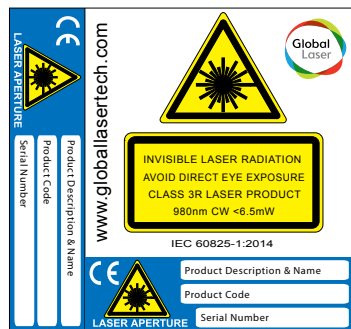 CE
LASER APERTURE
Product Description & Name
Product Code
Serial Number
www.globallasertech.com
Global
Laser
INVISIBLE LASER RADIATION
AVOID DIRECT EYE EXPOSURE
CLASS 3R LASER PRODUCT
980nm CW <6.5mW
IEC 60825-1:2014
CE
LASER APERTURE
Product Description & Name
Product Code
Serial Number